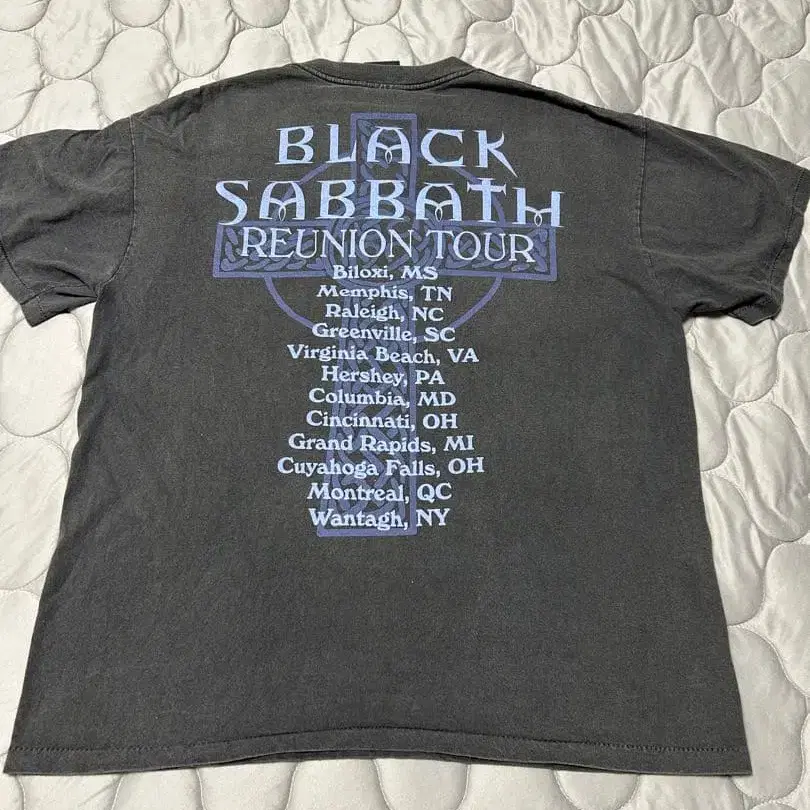 BLACK
SABBATH
REUNION TOUR
Biloxi, MS
Memphis, TN
Raleigh, NC
Greenville, SC
Virginia Beach, VA
Hershey, PA
Columbia, MD
Cincinnati, OH
Grand Rapids, MI
Cuyahoga Falls, OH
Montreal, QC
Wantagh, NY